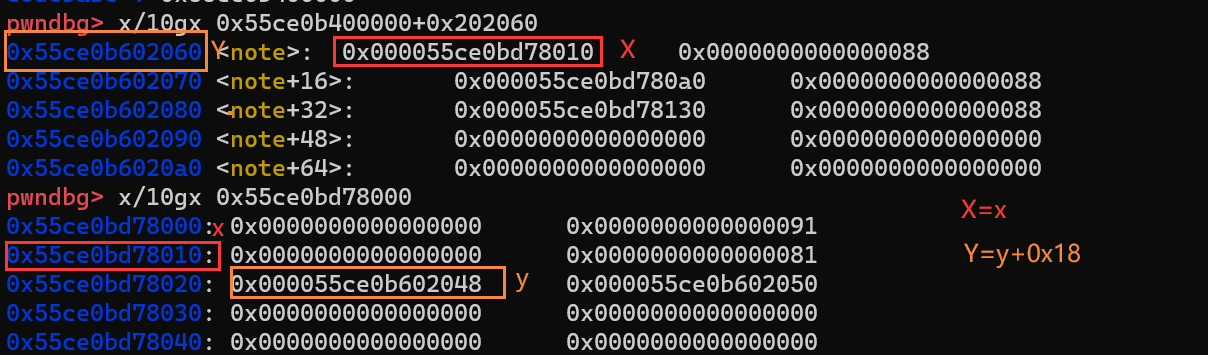 pwndbg> x/10gx 0x55ce0b400000+0x202060
0x55ce0b602060 Y <note>: 0x000055ce0bd78010 X 0x0000000000000088
0x55ce0b602070 <note+16>: 0x000055ce0bd780a0 0x0000000000000088
0x55ce0b602080 <note+32>: 0x000055ce0bd78130 0x0000000000000088
0x55ce0b602090 <note+48>: 0x0000000000000000 0x0000000000000000
0x55ce0b6020a0 <note+64>: 0x0000000000000000 0x0000000000000000
pwndbg> x/10gx 0x55ce0bd78000
0x55ce0bd78000: x 0x0000000000000000 0x0000000000000091 X=x
0x55ce0bd78010: 0x0000000000000000 0x0000000000000081 Y=y+0x18
0x55ce0bd78020: 0x000055ce0b602048 y 0x000055ce0b602050
0x55ce0bd78030: 0x0000000000000000 0x0000000000000000
0x55ce0bd78040: 0x0000000000000000 0x0000000000000000